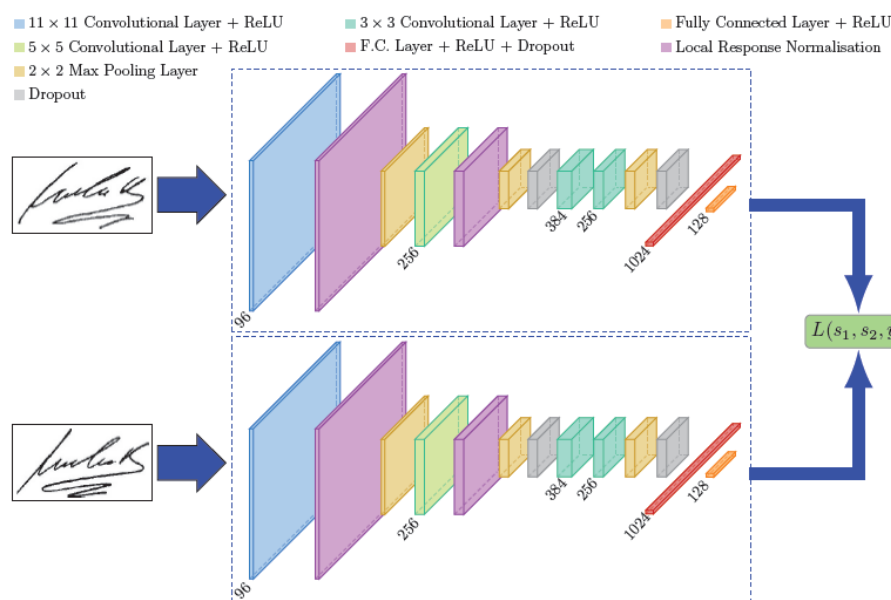 11 × 11 Convolutional Layer + ReLU
3 × 3 Convolutional Layer + ReLU
Fully Connected Layer + ReLU
5 × 5 Convolutional Layer + ReLU
F.C. Layer + ReLU + Dropout
Local Response Normalisation
2 × 2 Max Pooling Layer
Dropout
96
256
384
256
1024
128
L(s₁, s₂,
96
256
384
256
1024
128